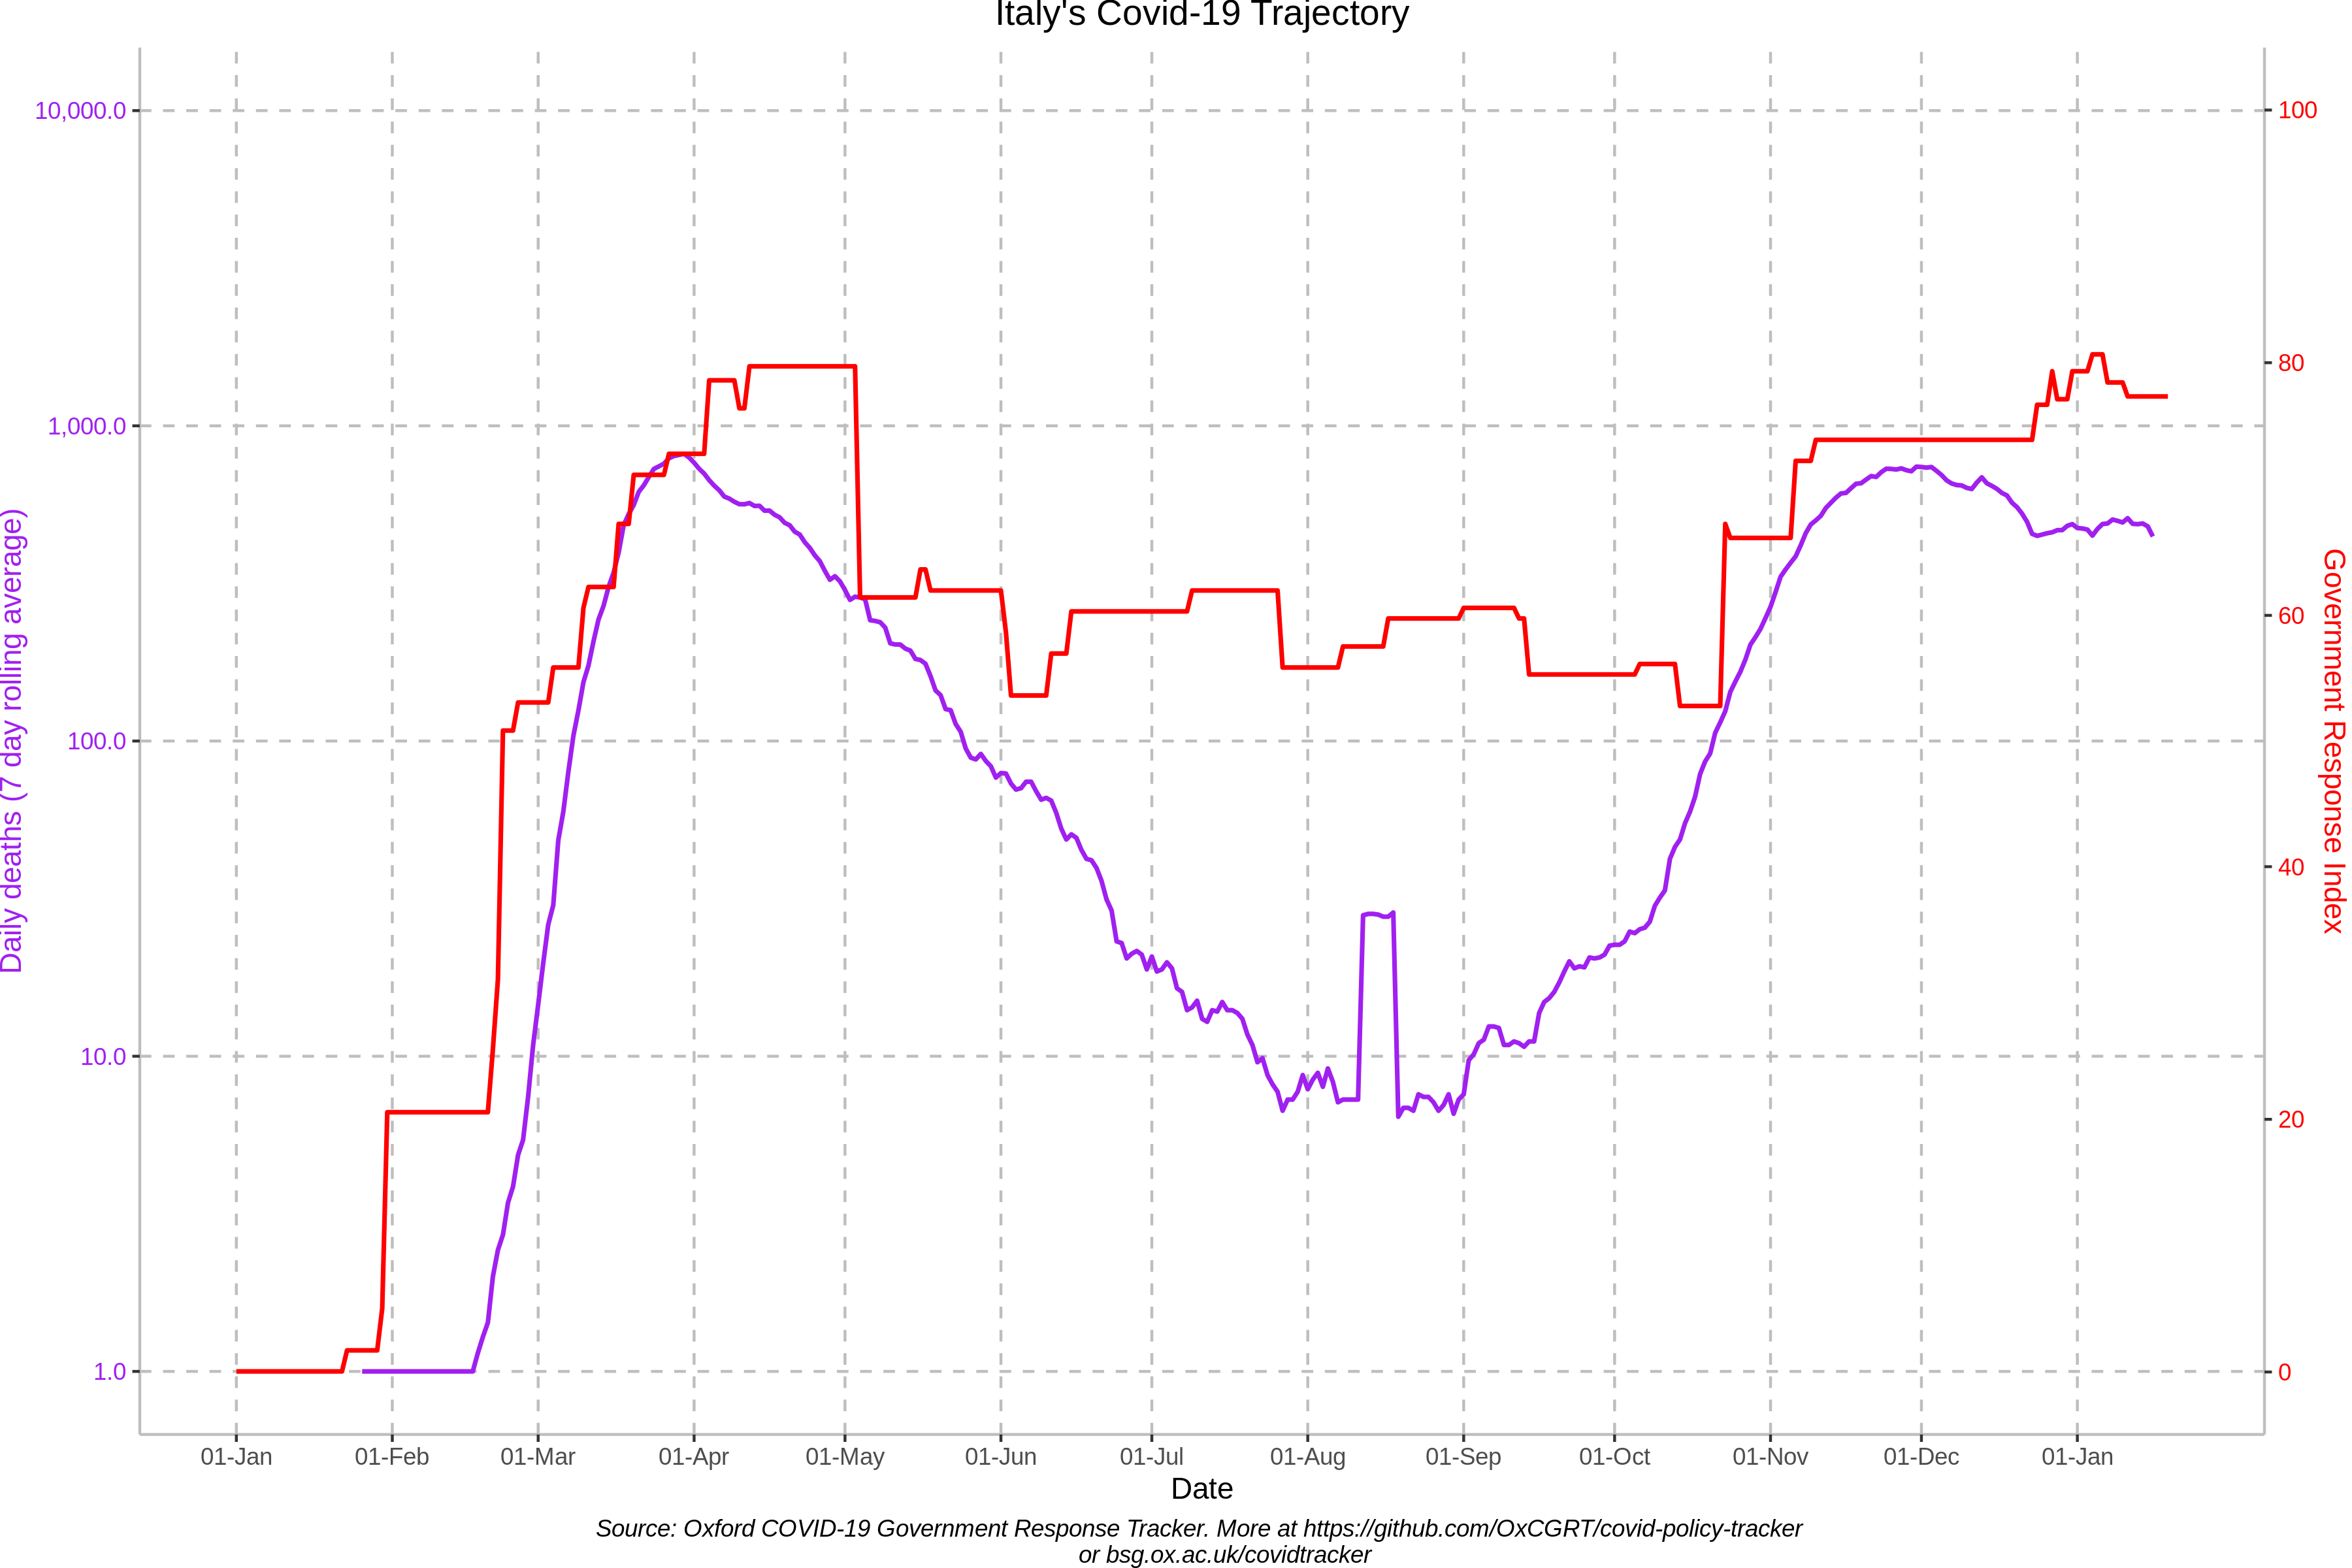 Italy's Covid-19 Trajectory
10,000.0
1,000.0
100.0
10.0
1.0
Daily deaths (7 day rolling average)
100
80
60
40
20
0
Government Response Index
01-Jan
01-Feb
01-Mar
01-Apr
01-May
01-Jun
01-Jul
01-Aug
01-Sep
01-Oct
01-Nov
01-Dec
01-Jan
Date
Source: Oxford COVID-19 Government Response Tracker. More at https://github.com/OxCGRT/covid-policy-tracker
or bsg.ox.ac.uk/covidtracker